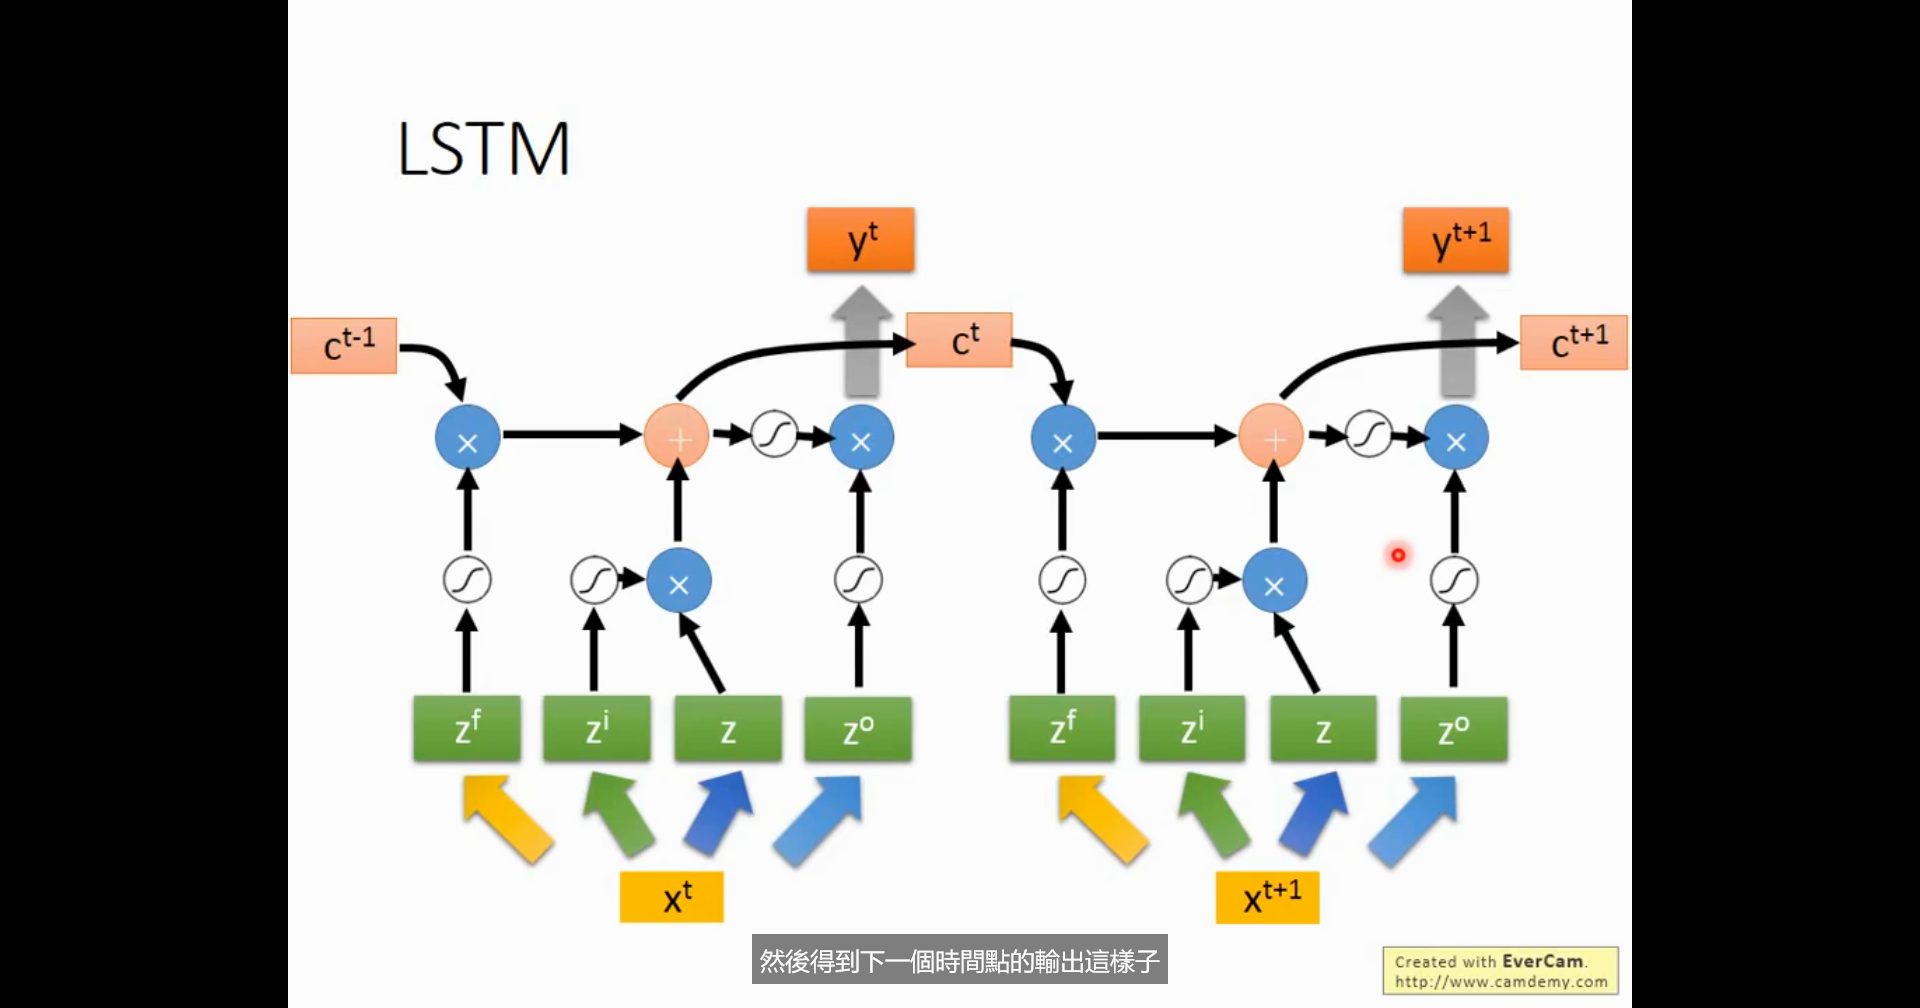 LSTM
y^t
y^t+1
c^t-1
c^t
c^t+1
× + ×
× + ×
×
×
z^f z^i z z^o
z^f z^i z z^o
x^t
x^t+1
然後得到下一個時間點的輸出這樣子
Created with EverCam.
http://www.camdemy.com